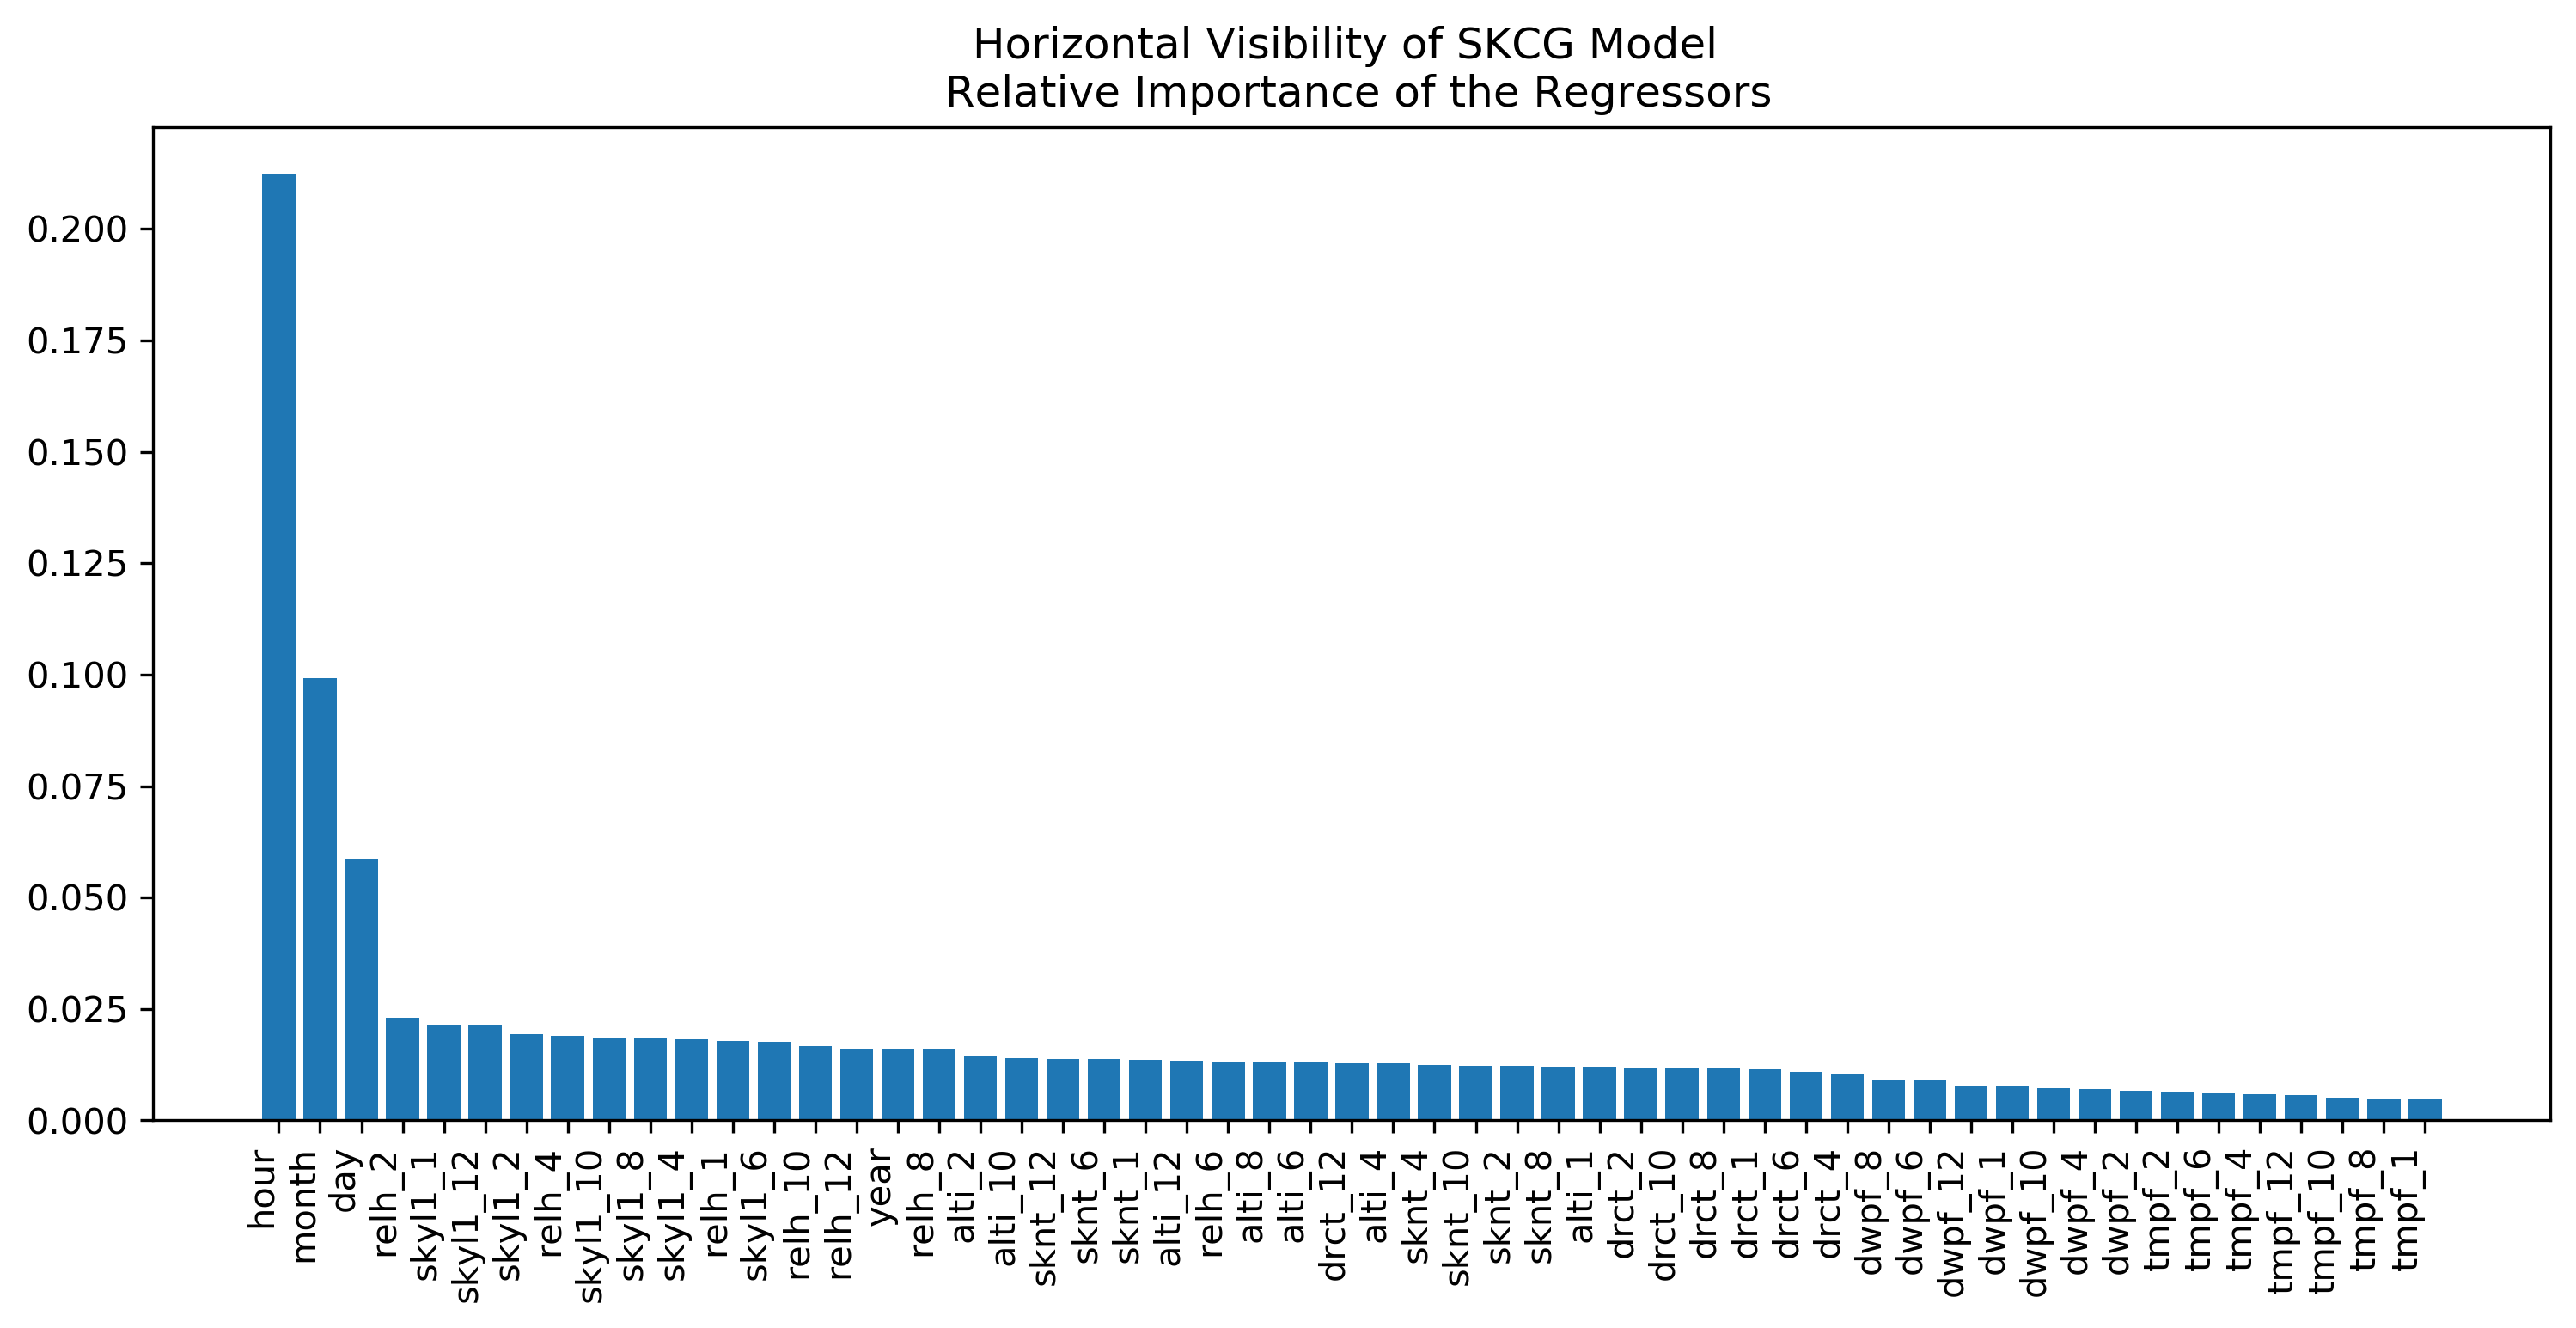 Horizontal Visibility of SKCG Model
Relative Importance of the Regressors
0.200
0.175
0.150
0.125
0.100
0.075
0.050
0.025
0.000
hour
month
day
relh_2
skyl1_1
skyl1_12
skyl1_2
relh_4
skyl1_10
skyl1_8
skyl1_4
relh_1
skyl1_6
relh_10
relh_12
year
relh_8
alti_2
alti_10
sknt_12
sknt_6
sknt_1
alti_12
relh_6
alti_8
alti_6
drct_12
alti_4
sknt_4
sknt_10
sknt_2
sknt_8
alti_1
drct_2
drct_10
drct_8
drct_1
drct_6
drct_4
dwpf_8
dwpf_6
dwpf_12
dwpf_1
dwpf_10
dwpf_4
dwpf_2
tmpf_2
tmpf_6
tmpf_4
tmpf_12
tmpf_10
tmpf_8
tmpf_1